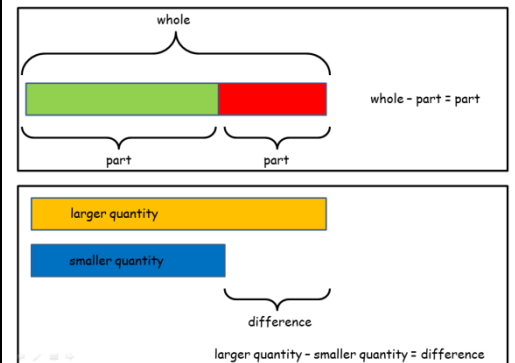 whole
whole – part = part
part
part
larger quantity
smaller quantity
difference
larger quantity – smaller quantity = difference